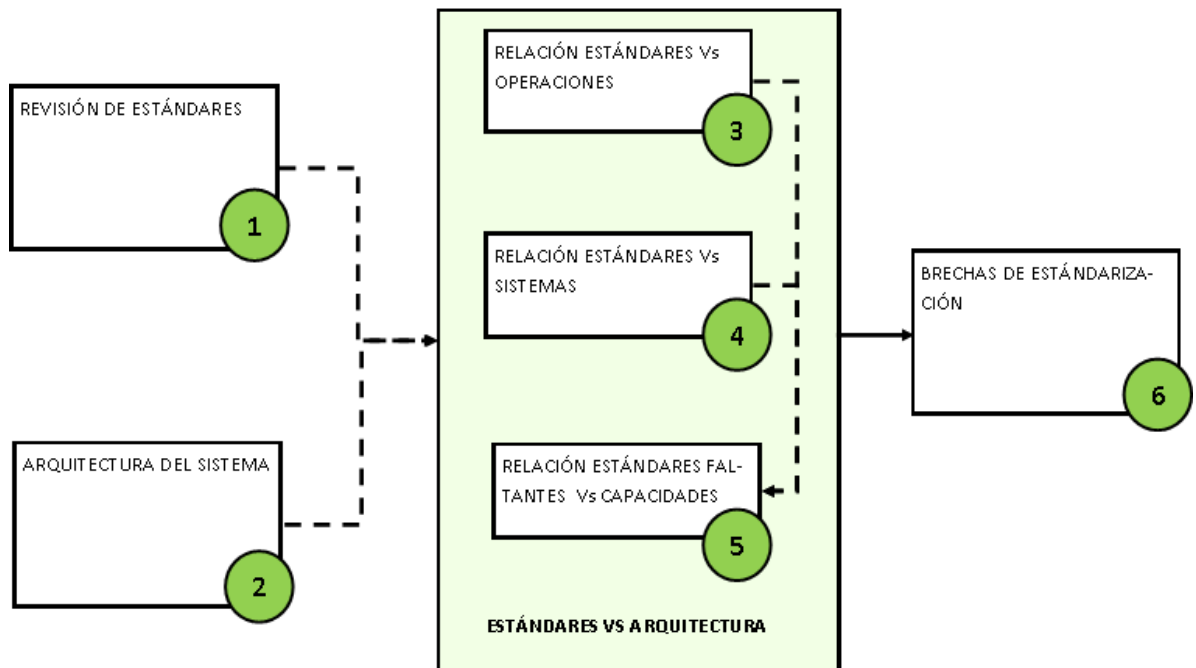 REVISIÓN DE ESTÁNDARES
1
ARQUITECTURA DEL SISTEMA
2
RELACIÓN ESTÁNDARES Vs
OPERACIONES
3
RELACIÓN ESTÁNDARES Vs
SISTEMAS
4
RELACIÓN ESTÁNDARES FAL-
TANTES Vs CAPACIDADES
5
ESTÁNDARES VS ARQUITECTURA
BRECHAS DE ESTÁNDARIZA-
CIÓN
6